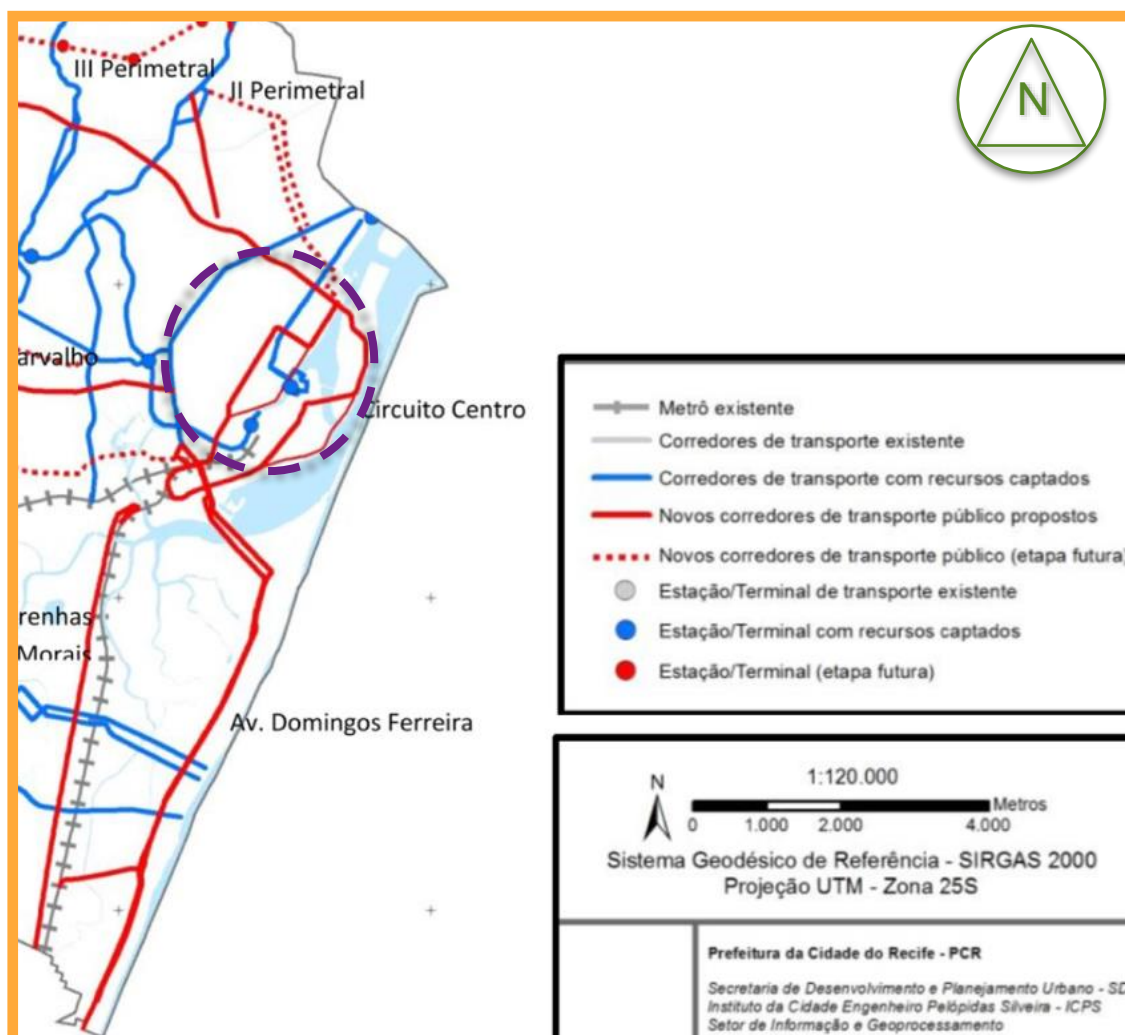 N
III Perimetral
II Perimetral
arvalho
Circuito Centro
Metrô existente
Corredores de transporte existente
Corredores de transporte com recursos captados
Novos corredores de transporte público propostos
Novos corredores de transporte público (etapa futura)
Estação/Terminal de transporte existente
Estação/Terminal com recursos captados
Estação/Terminal (etapa futura)
renhas
Morais
Av. Domingos Ferreira
N
1:120.000
Metros
0 1.000 2.000 4.000
Sistema Geodésico de Referência - SIRGAS 2000
Projeção UTM - Zona 25S
Prefeitura da Cidade do Recife - PCR
Secretaria de Desenvolvimento e Planejamento Urbano - SD
Instituto da Cidade Engenheiro Pelópidas Silveira - ICPS
Setor de Informação e Geoprocessamento